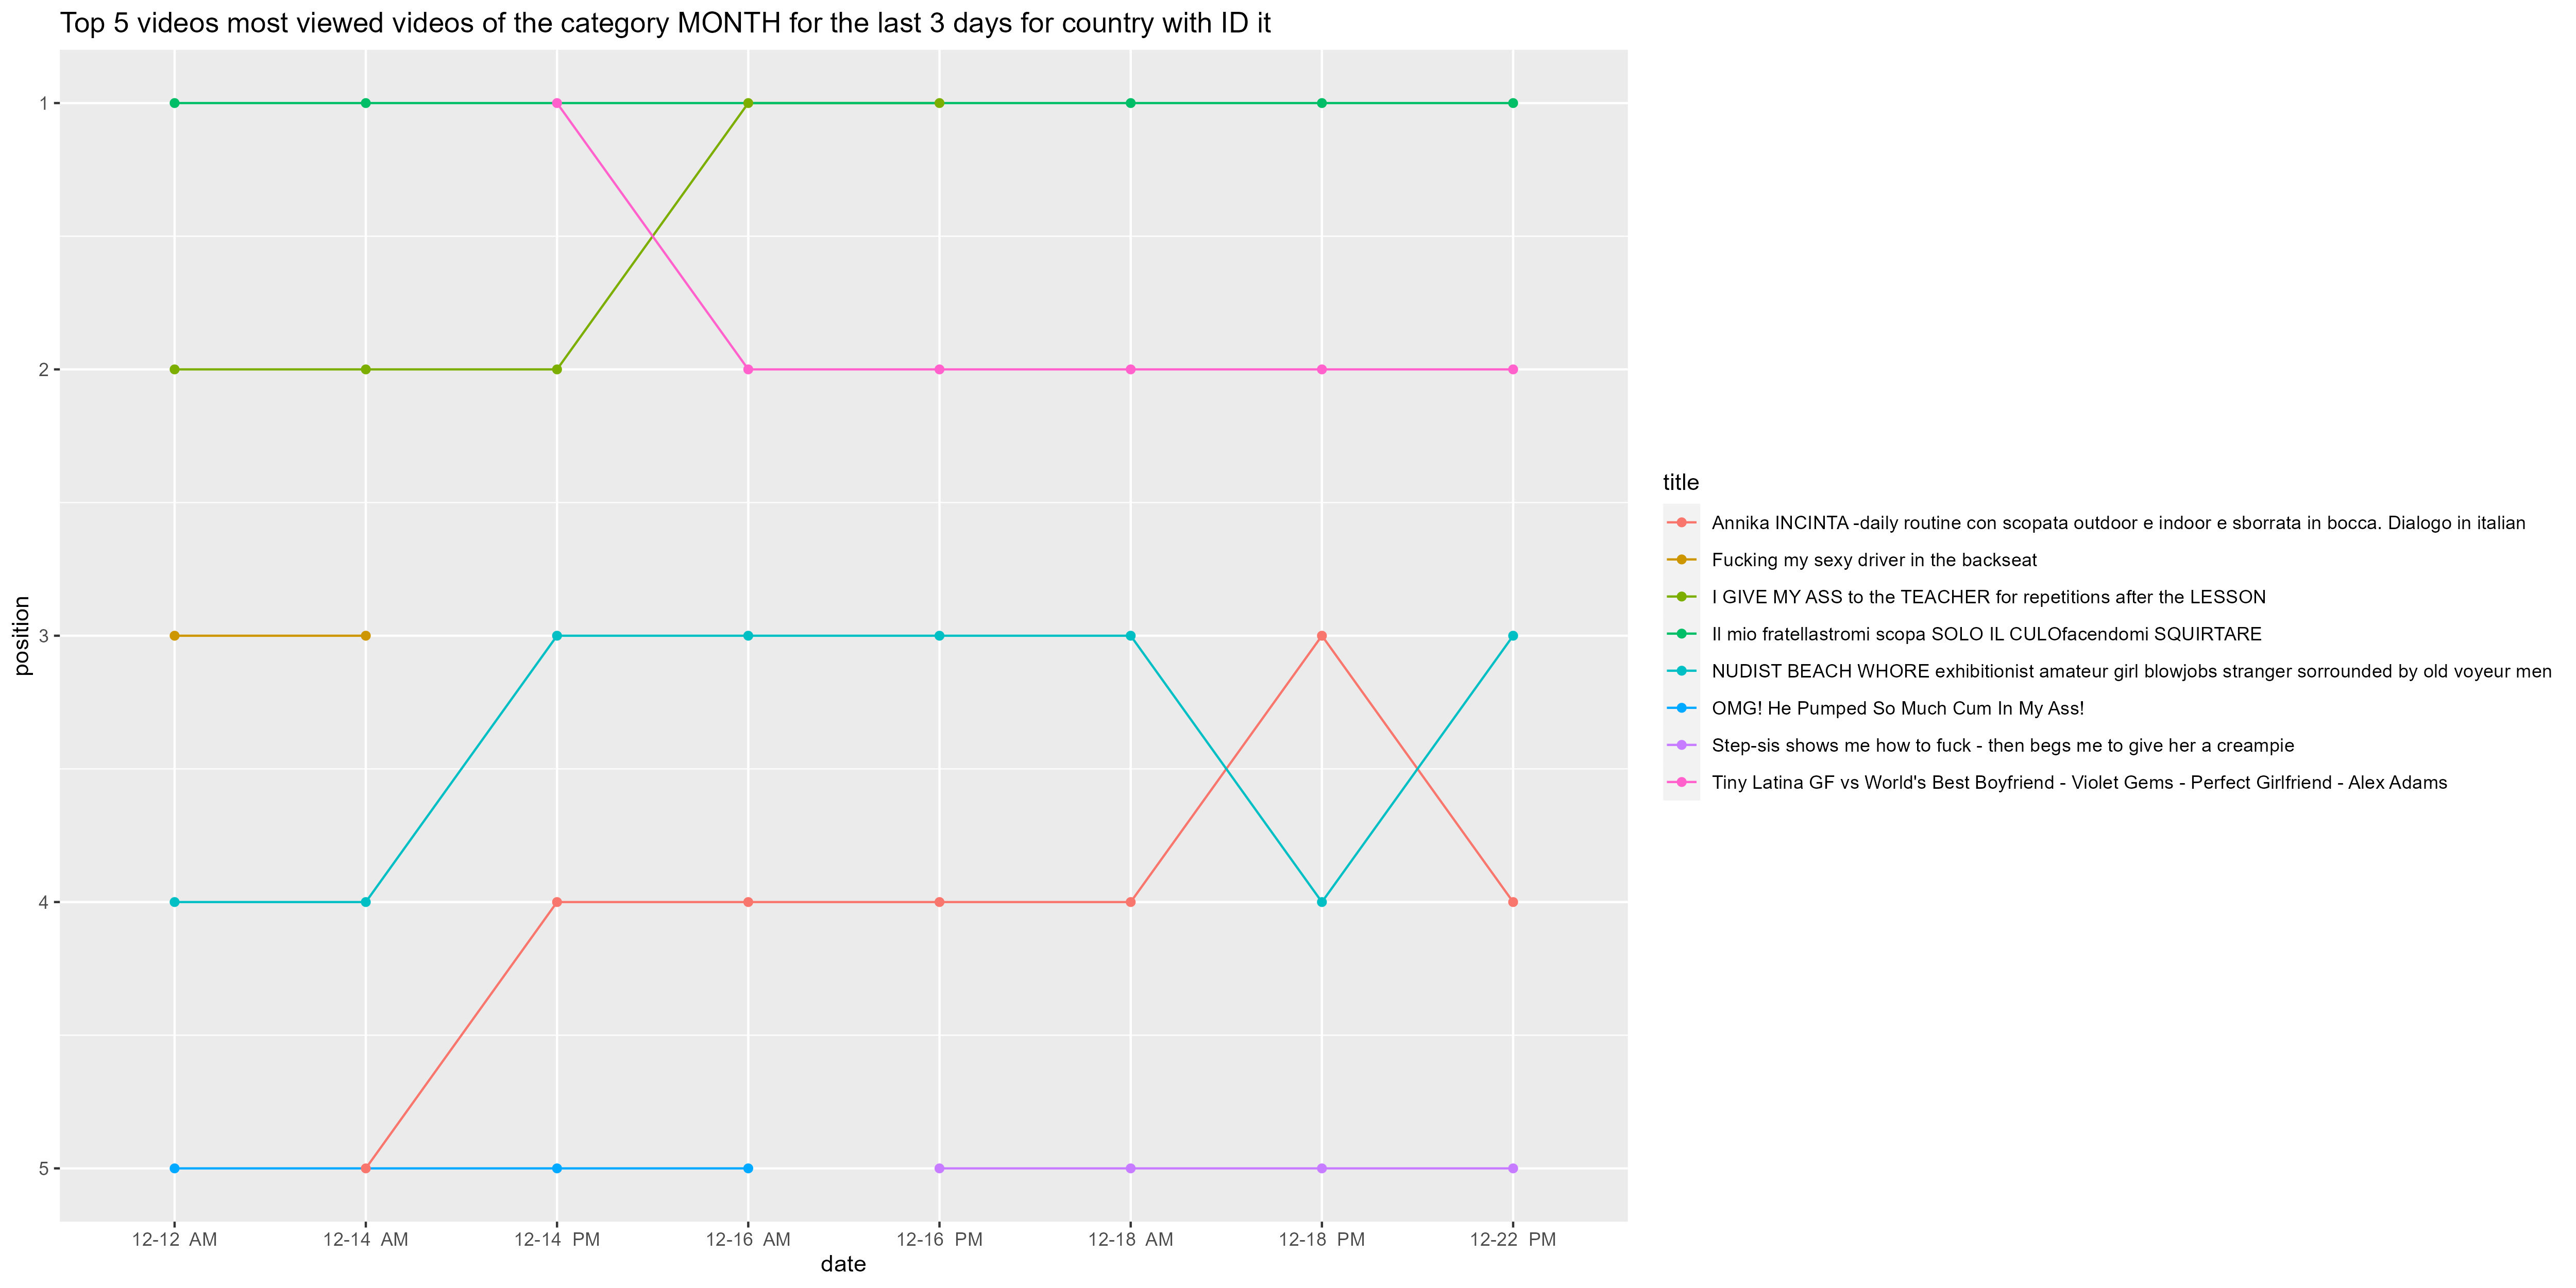 Top 5 videos most viewed videos of the category MONTH for the last 3 days for country with ID it
position
1
2
3
4
5
12-12 AM
12-14 AM
12-14 PM
12-16 AM
12-16 PM
12-18 AM
12-18 PM
12-22 PM
date
title
Annika INCINTA -daily routine con scopata outdoor e indoor e sborrata in bocca. Dialogo in italian
Fucking my sexy driver in the backseat
I GIVE MY ASS to the TEACHER for repetitions after the LESSON
Il mio fratellastromi scopa SOLO IL CULOfacendomi SQUIRTARE
NUDIST BEACH WHORE exhibitionist amateur girl blowjobs stranger sorrounded by old voyeur men
OMG! He Pumped So Much Cum In My Ass!
Step-sis shows me how to fuck - then begs me to give her a creampie
Tiny Latina GF vs World's Best Boyfriend - Violet Gems - Perfect Girlfriend - Alex Adams